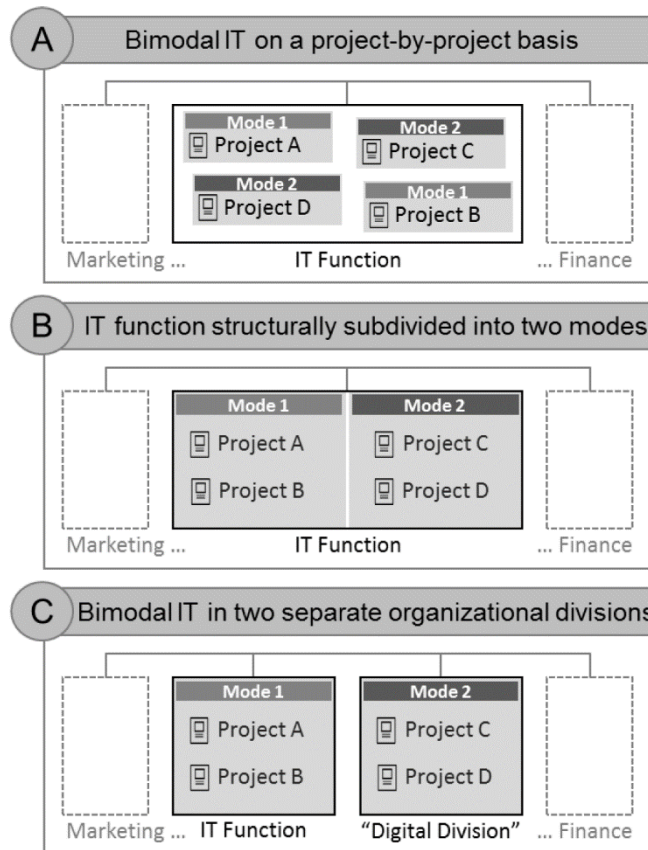 A
Bimodal IT on a project-by-project basis
Mode 1
Project A
Mode 2
Project C
Mode 2
Project D
Mode 1
Project B
Marketing ...
IT Function
... Finance
B
IT function structurally subdivided into two modes
Mode 1
Mode 2
Project A
Project C
Project B
Project D
Marketing ...
IT Function
... Finance
C
Bimodal IT in two separate organizational divisions
Mode 1
Mode 2
Project A
Project C
Project B
Project D
Marketing ...
IT Function
“Digital Division”
... Finance